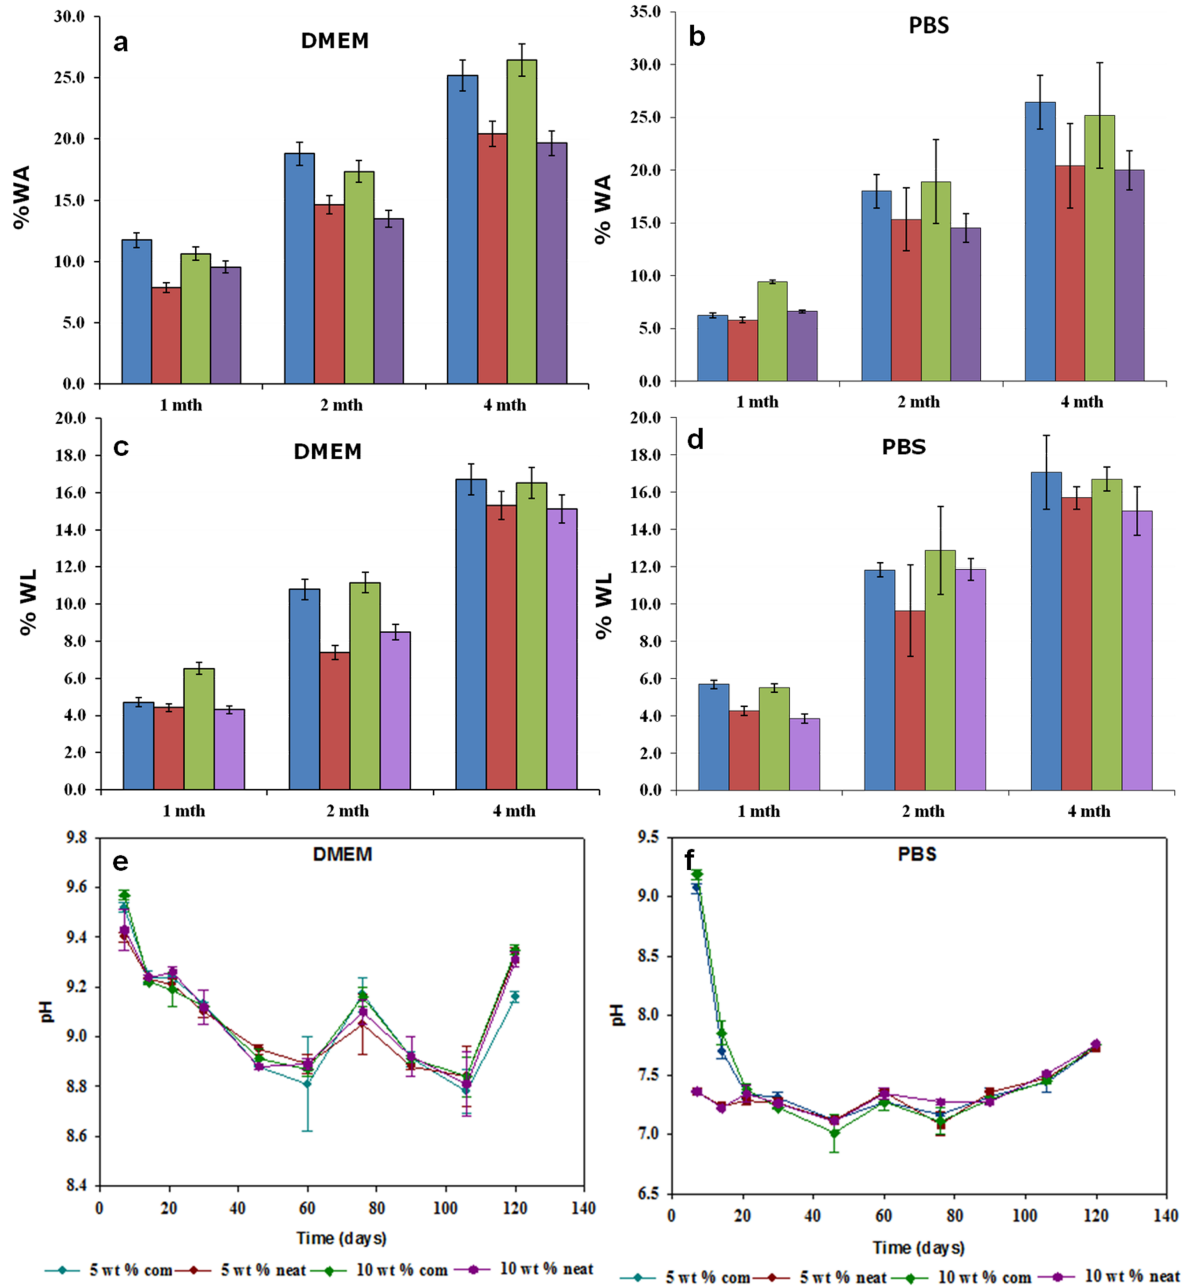 a
DMEM
%WA
30.0
25.0
20.0
15.0
10.0
5.0
0.0
1 mth 2 mth 4 mth
b
PBS
% WA
35.0
30.0
25.0
20.0
15.0
10.0
5.0
0.0
1 mth 2 mth 4 mth
c
DMEM
% WL
20.0
18.0
16.0
14.0
12.0
10.0
8.0
6.0
4.0
2.0
0.0
1 mth 2 mth 4 mth
d
PBS
% WL
20.0
18.0
16.0
14.0
12.0
10.0
8.0
6.0
4.0
2.0
0.0
1 mth 2 mth 4 mth
e
DMEM
pH
9.8
9.6
9.4
9.2
9.0
8.8
8.6
8.4
0 20 40 60 80 100 120 140
Time (days)
5 wt % com 5 wt % neat 10 wt % com 10 wt % neat
f
PBS
pH
9.5
9.0
8.5
8.0
7.5
7.0
6.5
0 20 40 60 80 100 120 140
Time (days)
5 wt % com 5 wt % neat 10 wt % com 10 wt % neat